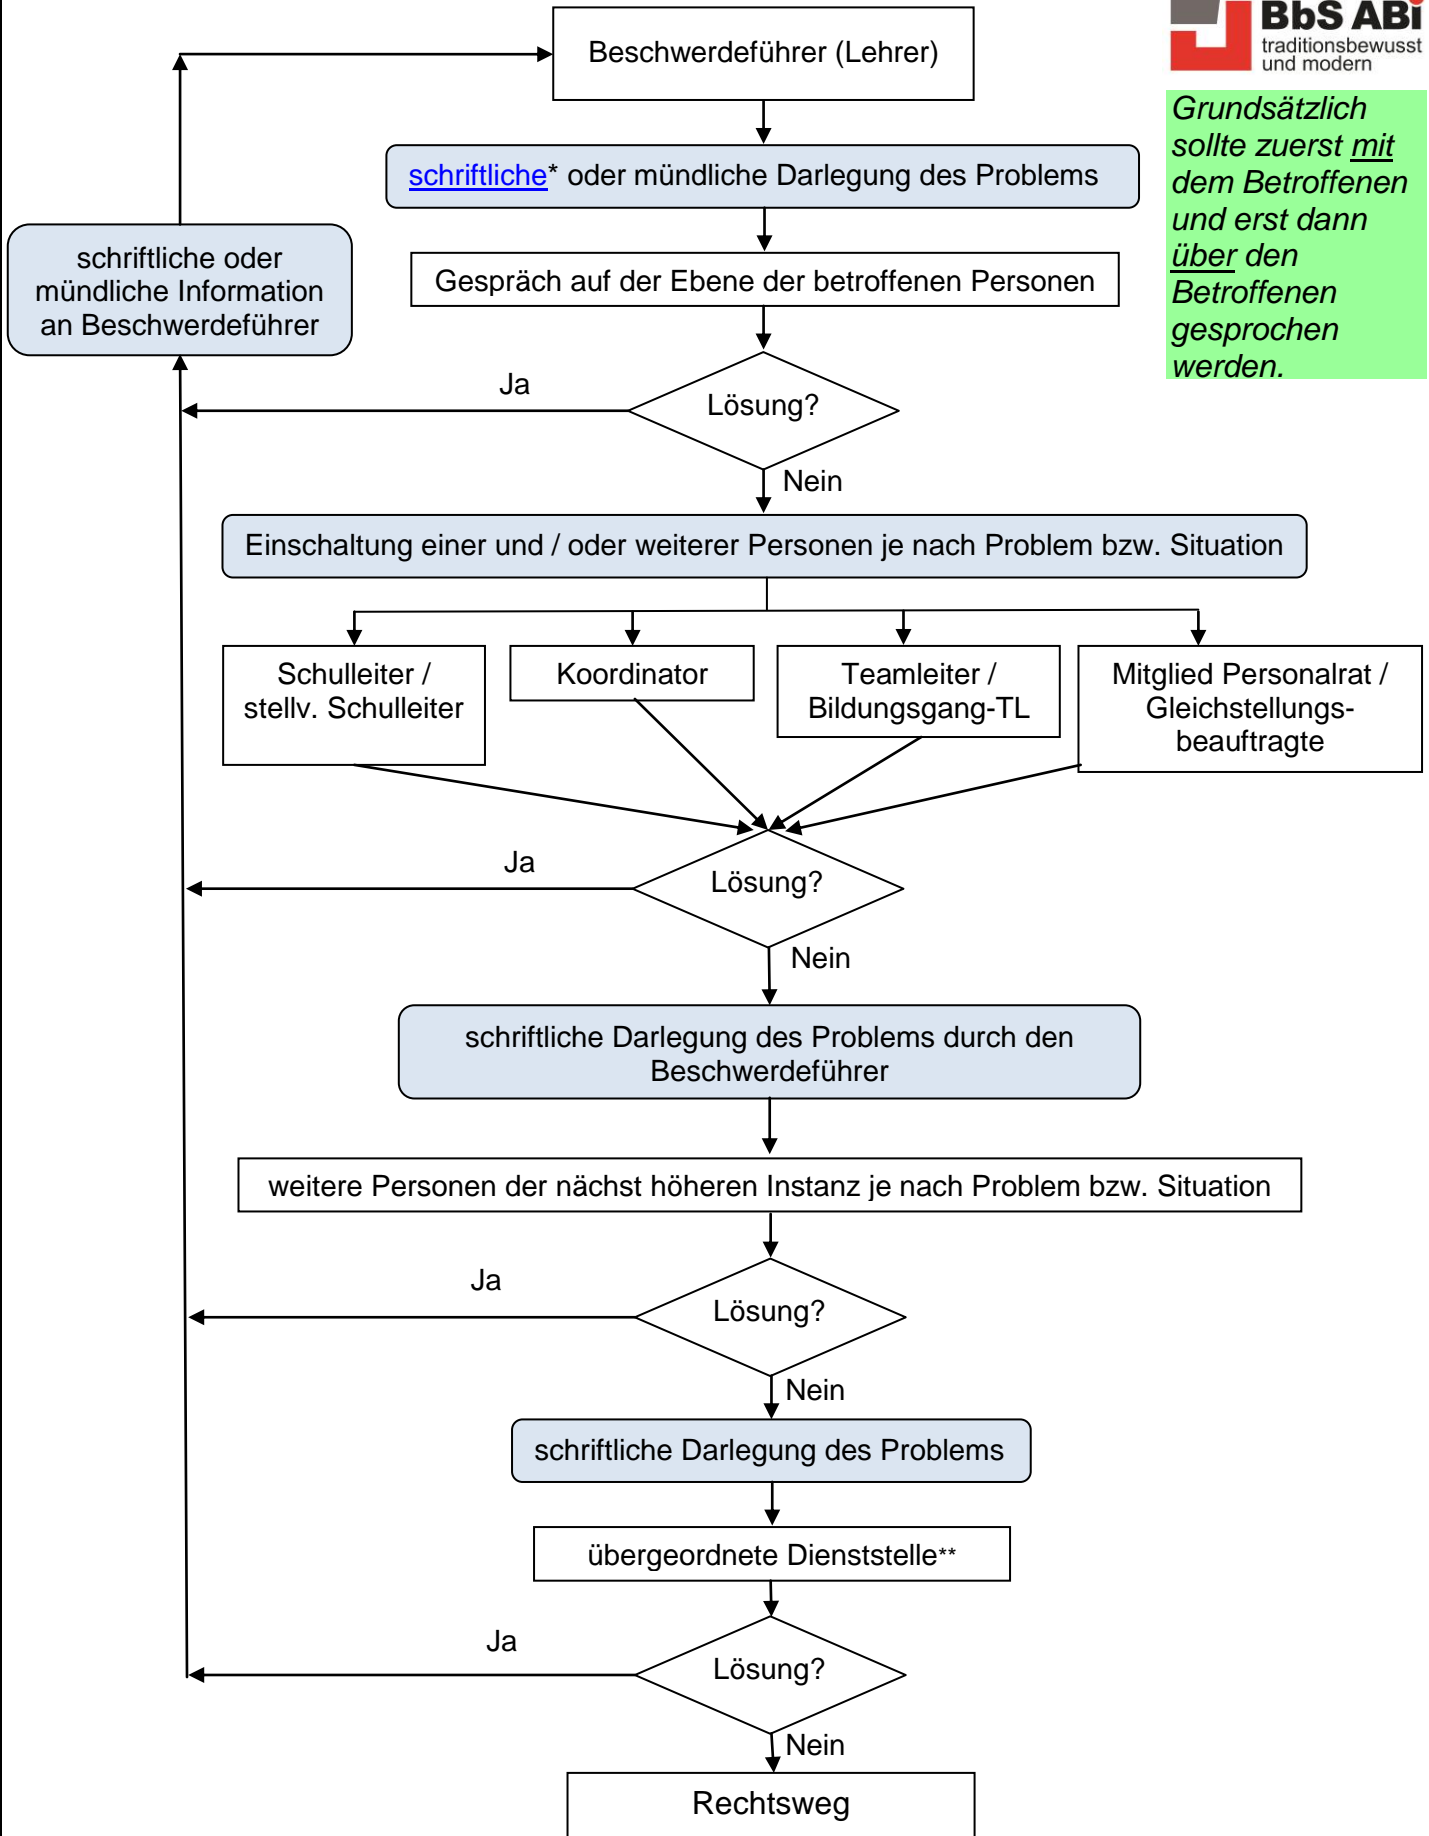 BbS ABi
traditionsbewusst
und modern
Beschwerdeführer (Lehrer)
Grundsätzlich
sollte zuerst mit
dem Betroffenen
und erst dann
über den
Betroffenen
gesprochen
werden.
schriftliche* oder mündliche Darlegung des Problems
schriftliche oder
mündliche Information
an Beschwerdeführer
Gespräch auf der Ebene der betroffenen Personen
Ja
Lösung?
Nein
Einschaltung einer und / oder weiterer Personen je nach Problem bzw. Situation
Schulleiter /
stellv. Schulleiter
Koordinator
Teamleiter /
Bildungsgang-TL
Mitglied Personalrat /
Gleichstellungs-
beauftragte
Ja
Lösung?
Nein
schriftliche Darlegung des Problems durch den
Beschwerdeführer
weitere Personen der nächst höheren Instanz je nach Problem bzw. Situation
Ja
Lösung?
Nein
schriftliche Darlegung des Problems
übergeordnete Dienststelle**
Ja
Lösung?
Nein
Rechtsweg